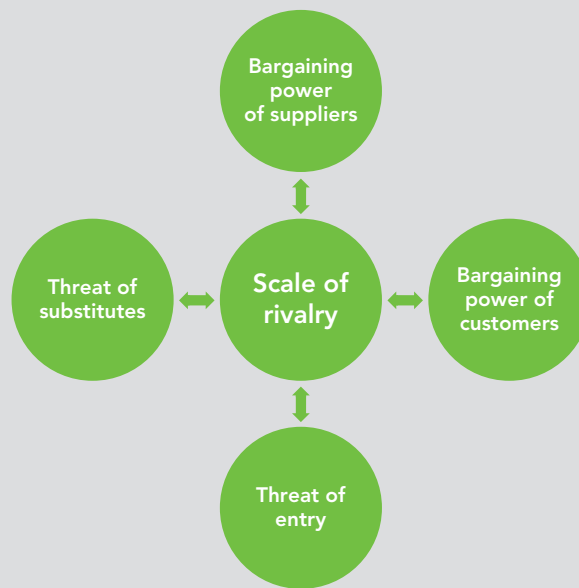 Bargaining
power
of suppliers
Threat of
substitutes
Scale of
rivalry
Bargaining
power of
customers
Threat of
entry